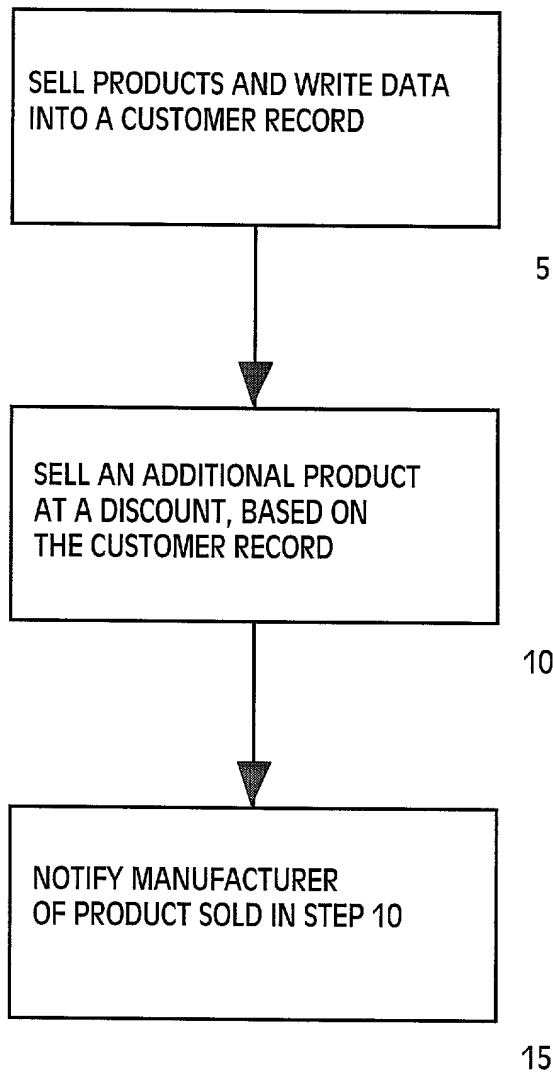 SELL PRODUCTS AND WRITE DATA
INTO A CUSTOMER RECORD
5
SELL AN ADDITIONAL PRODUCT
AT A DISCOUNT, BASED ON
THE CUSTOMER RECORD
10
NOTIFY MANUFACTURER
OF PRODUCT SOLD IN STEP 10
15